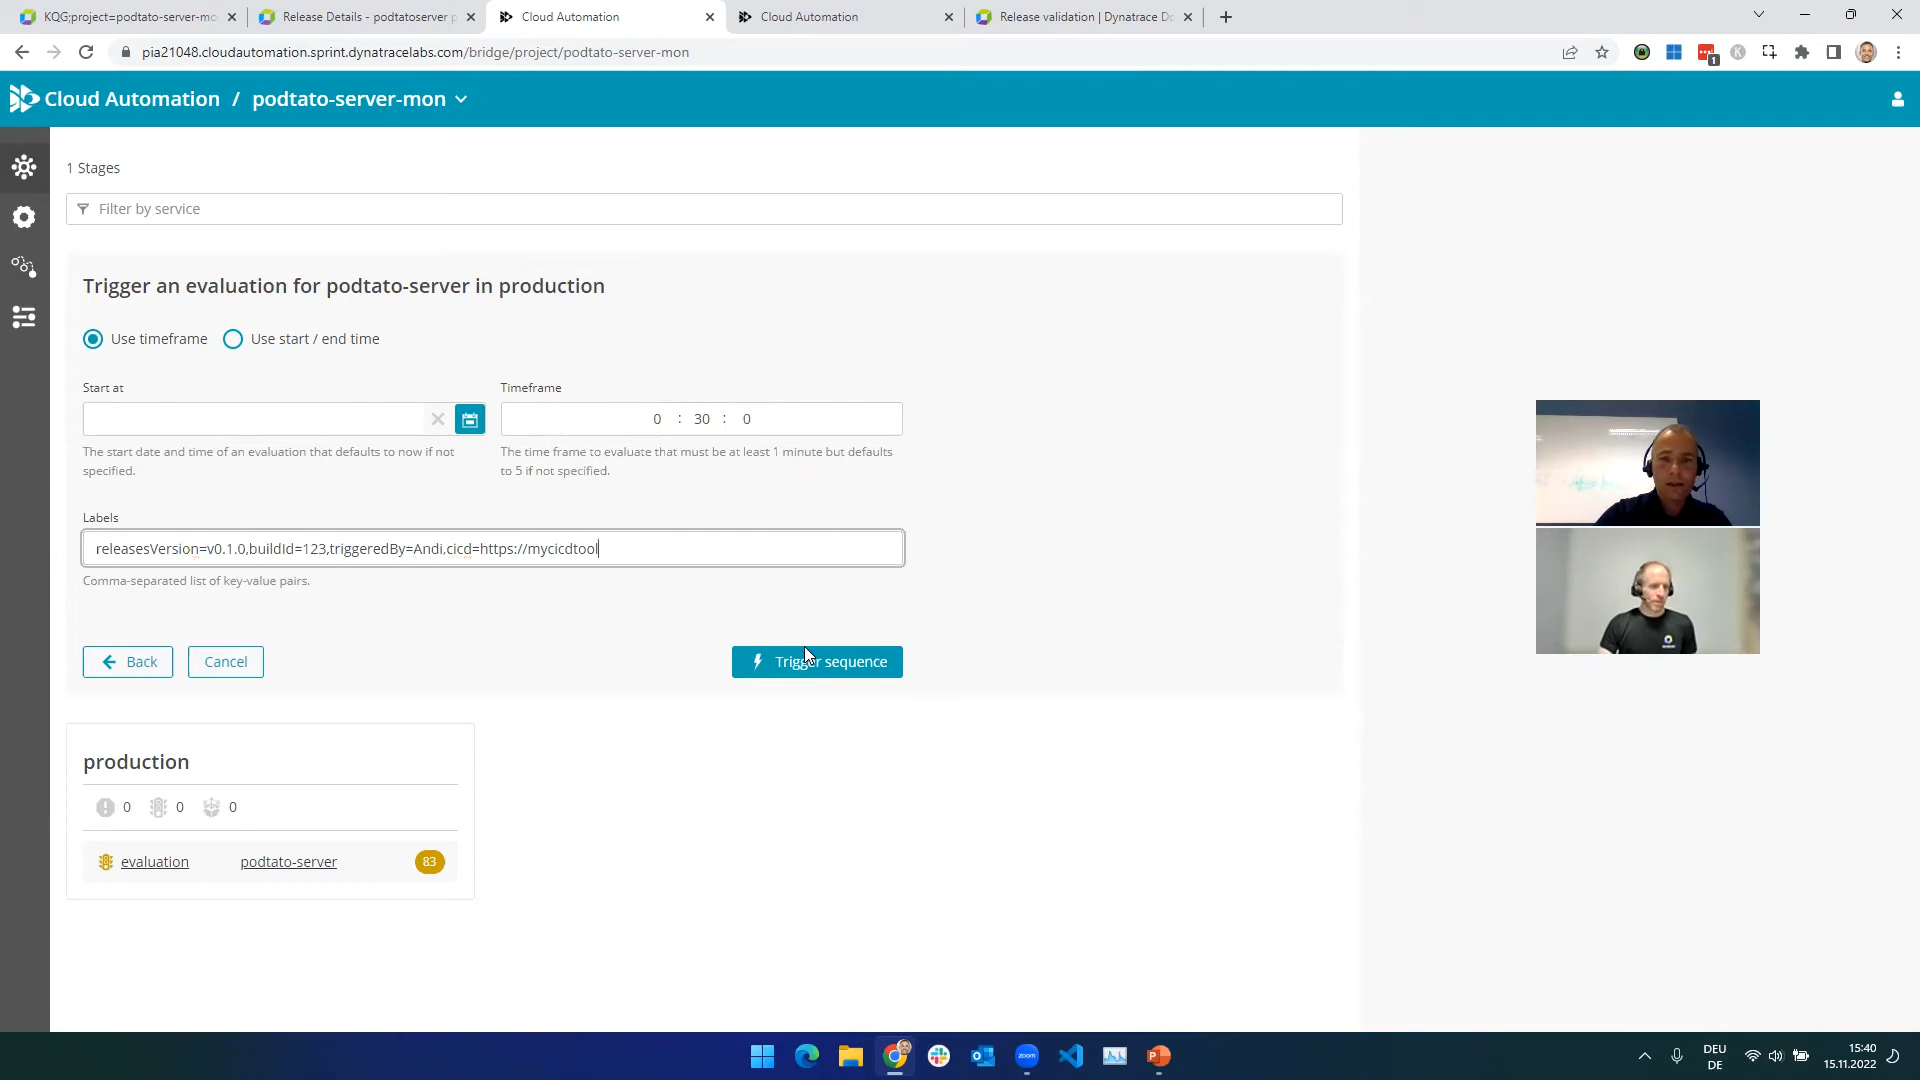 KQG;project=podtato-server-mo
Release Details - podtatoserver p
Cloud Automation
Cloud Automation
Release validation | Dynatrace Do
pia21048.cloudautomation.sprint.dynatracelabs.com/bridge/project/podtato-server-mon
1
Cloud Automation / podtato-server-mon
1 Stages
Filter by service
Trigger an evaluation for podtato-server in production
Use timeframe
Use start / end time
Start at
Timeframe
0 : 30 : 0
The start date and time of an evaluation that defaults to now if not
specified.
The time frame to evaluate that must be at least 1 minute but defaults
to 5 if not specified.
Labels
releasesVersion=v0.1.0,buildId=123,triggeredBy=Andi,cicd=https://mycicdtool
Comma-separated list of key-value pairs.
Back
Cancel
Trigger sequence
production
0 0 0
evaluation podtato-server 83
zoom
DEU
DE
15:40
15.11.2022